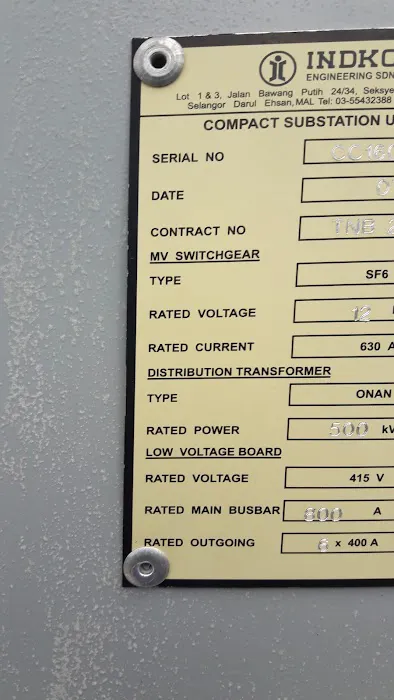 INDKO
ENGINEERING SDN
Lot 1 & 3, Jalan Bawang Putih 24/34, Seksye
Selangor Darul Ehsan, MAL Tel: 03-55432388
COMPACT SUBSTATION U
SERIAL NO
DATE 0
CONTRACT NO TNB
MV SWITCHGEAR
TYPE SF6
RATED VOLTAGE 12
RATED CURRENT 630 A
DISTRIBUTION TRANSFORMER
TYPE ONAN
RATED POWER 500 kV
LOW VOLTAGE BOARD
RATED VOLTAGE 415 V
RATED MAIN BUSBAR 800 A
RATED OUTGOING 6 x 400 A